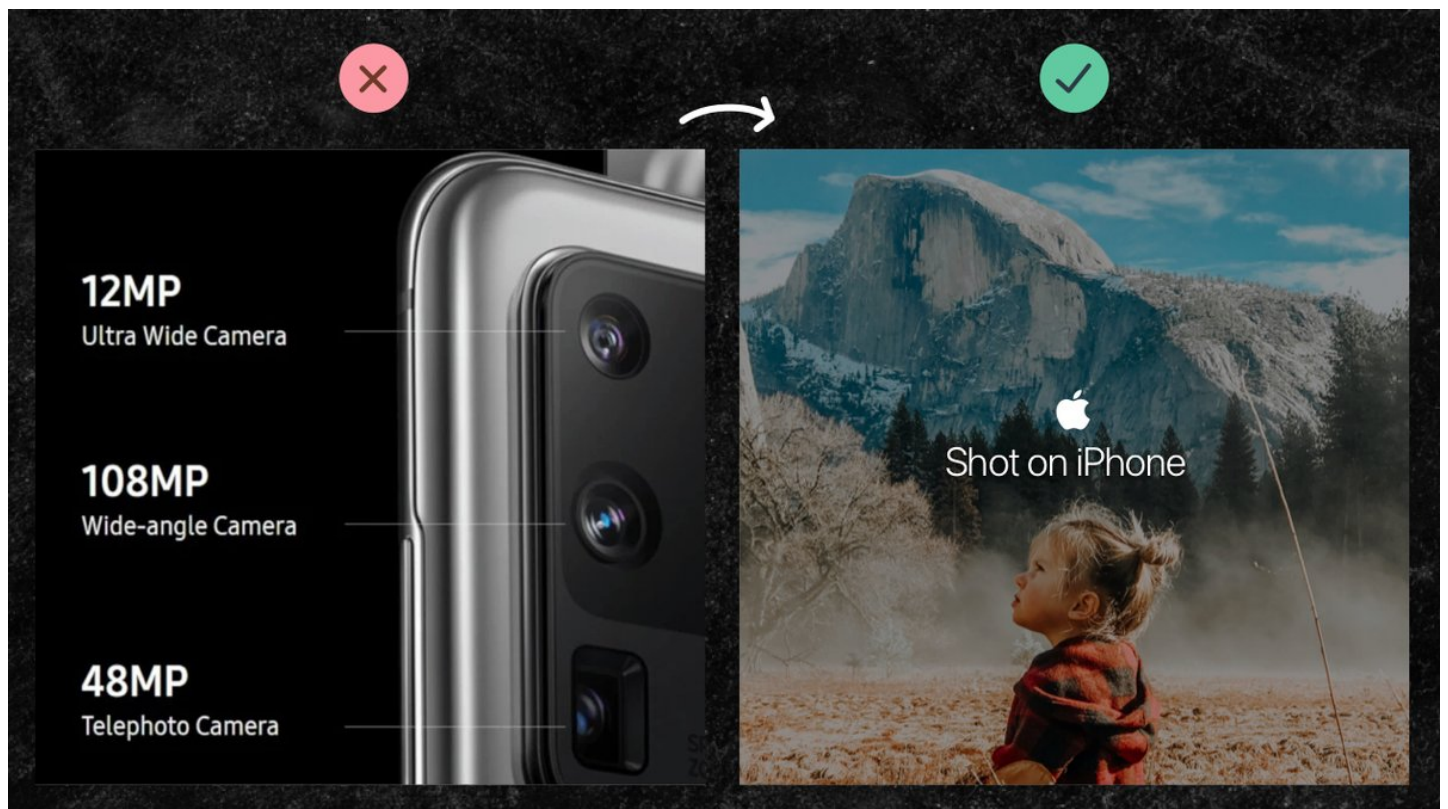 12MP
Ultra Wide Camera
108MP
Wide-angle Camera
48MP
Telephoto Camera
Shot on iPhone